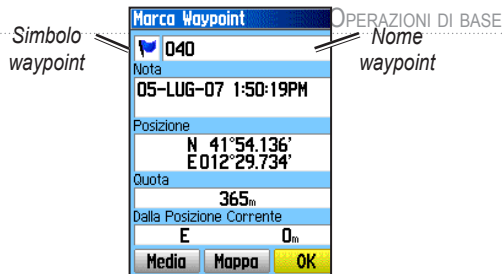 OPERAZIONI DI BASE
Marca Waypoint
Simbolo waypoint
Nome waypoint
040
Nota
05-LUG-07 1:50:19PM
Posizione
N 41°54.136'
E012°29.734'
Quota
365m
Dalla Posizione Corrente
E 0m
Media Mappa OK